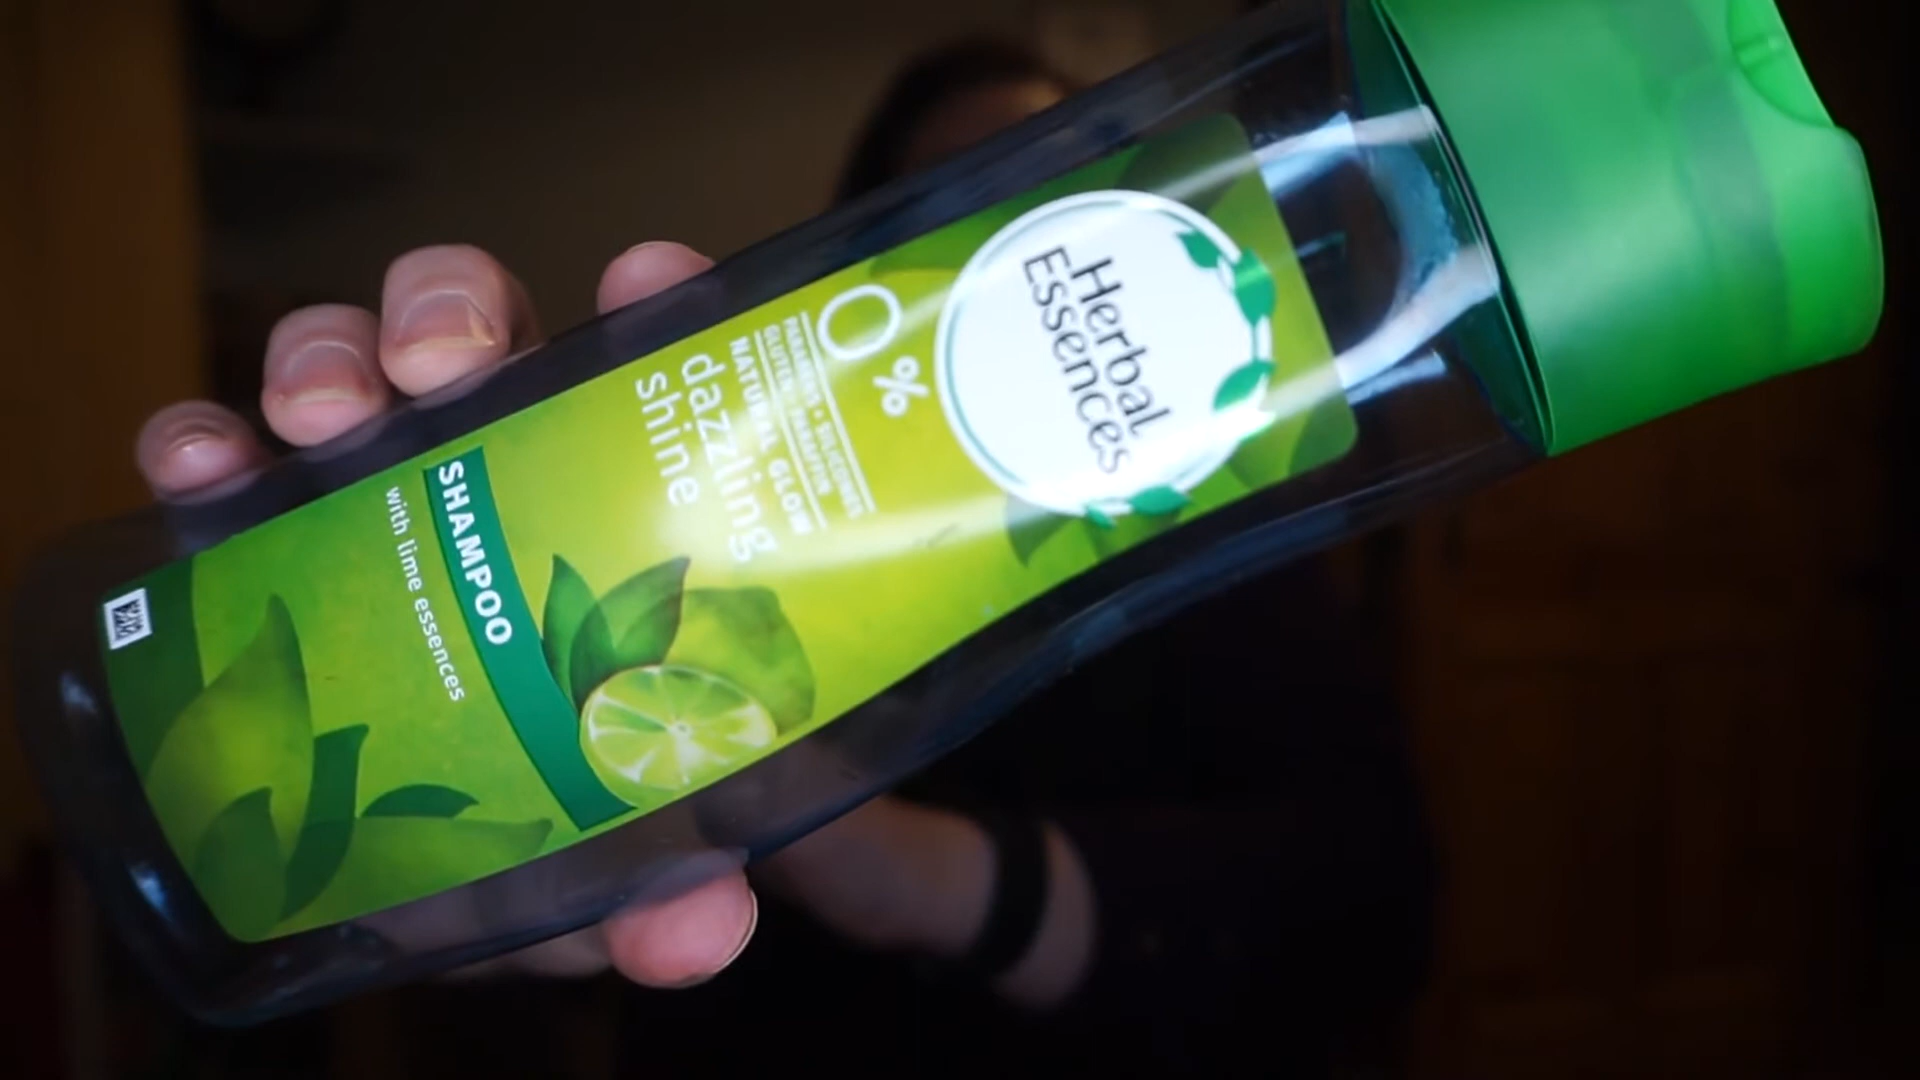 Herbal
Essences
0%
PARABENS • SILICONES
GLUTEN • PARAFFIN
NATURAL GLOW
dazzling
shine
SHAMPOO
with lime essences